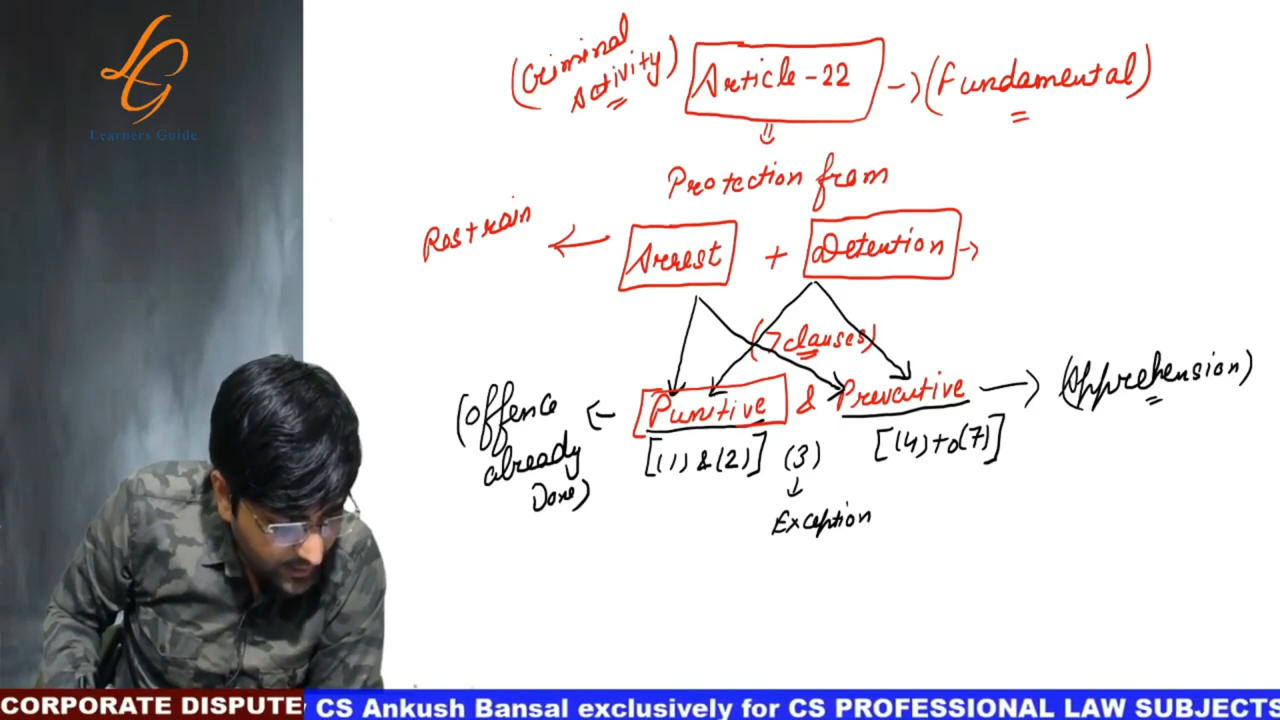 LG
Learners Guide
(Criminal Activity) Article-22 → (Fundamental)
⇓
Protection from
Rostrain ← Arrest + Detention →
(7 clauses)
(Offence already Done) ← Punitive & Preventive → (Apprehension)
[(1) & (2)] (3) [(4) to (7)]
↓
Exception
CORPORATE DISPUTE CS Ankush Bansal exclusively for CS PROFESSIONAL LAW SUBJECTS